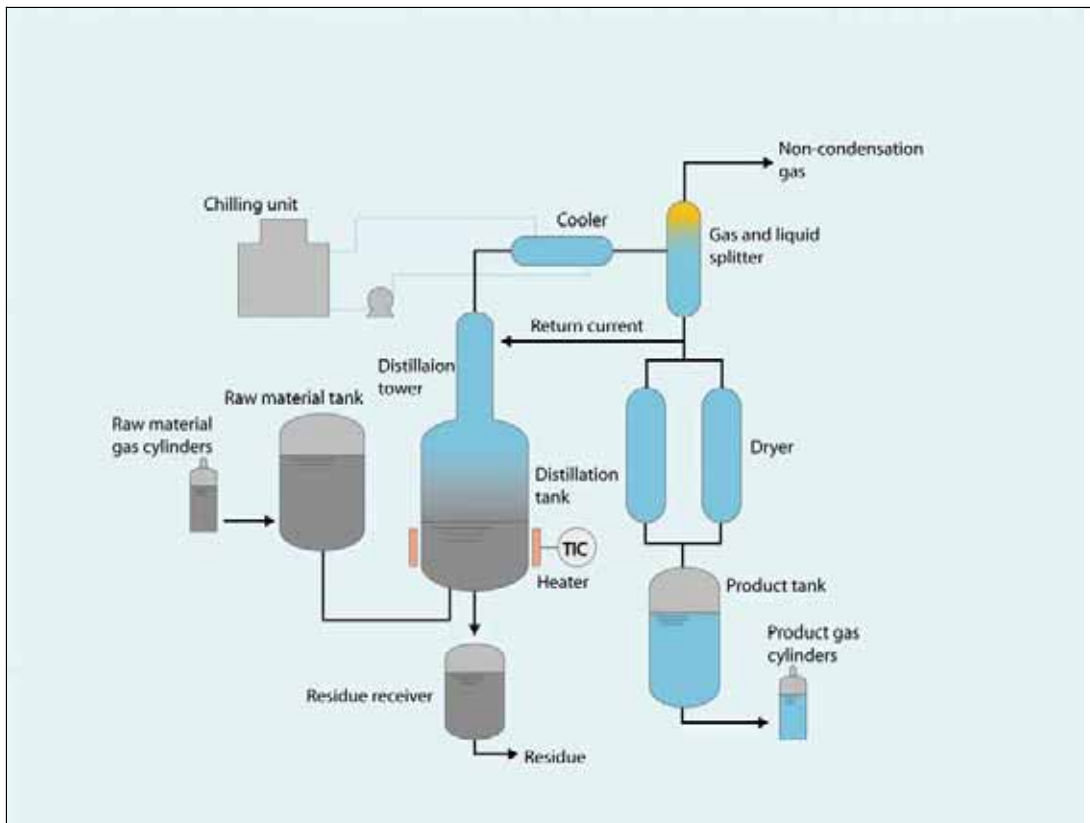 Non-condensation
gas
Chilling unit
Cooler
Gas and liquid
splitter
Return current
Distillaion
tower
Raw material tank
Raw material
gas cylinders
Dryer
Distillation
tank
TIC
Heater
Product tank
Product gas
cylinders
Residue receiver
Residue